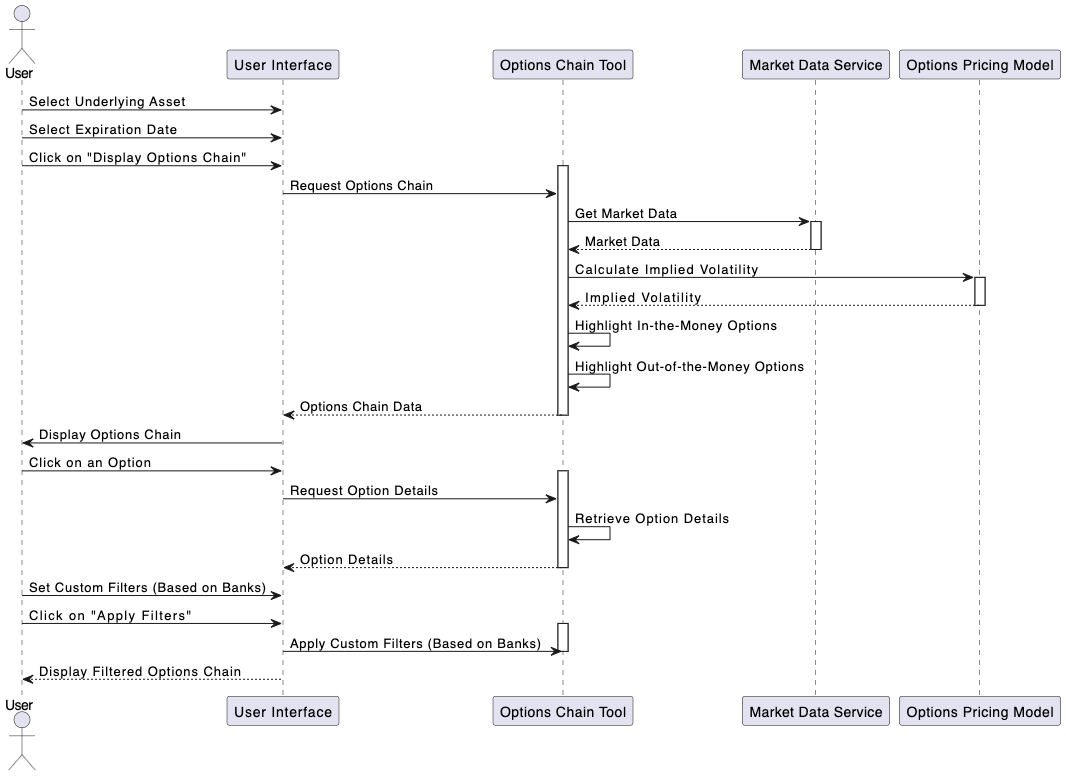 User
User Interface
Options Chain Tool
Market Data Service
Options Pricing Model
Select Underlying Asset
Select Expiration Date
Click on "Display Options Chain"
Request Options Chain
Get Market Data
Market Data
Calculate Implied Volatility
Implied Volatility
Highlight In-the-Money Options
Highlight Out-of-the-Money Options
Options Chain Data
Display Options Chain
Click on an Option
Request Option Details
Retrieve Option Details
Option Details
Set Custom Filters (Based on Banks)
Click on "Apply Filters"
Apply Custom Filters (Based on Banks)
Display Filtered Options Chain
User
User Interface
Options Chain Tool
Market Data Service
Options Pricing Model